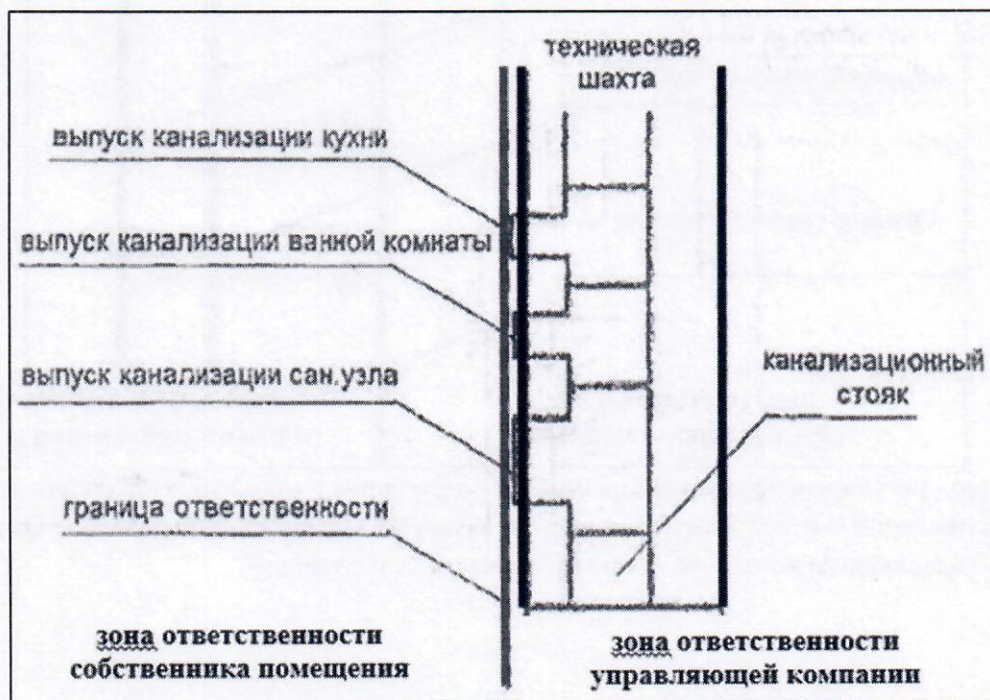 техническая
шахта
выпуск канализации кухни
выпуск канализации ванной комнаты
выпуск канализации сан.узла
канализационный
стояк
граница ответственности
зона ответственности
собственника помещения
зона ответственности
управляющей компании